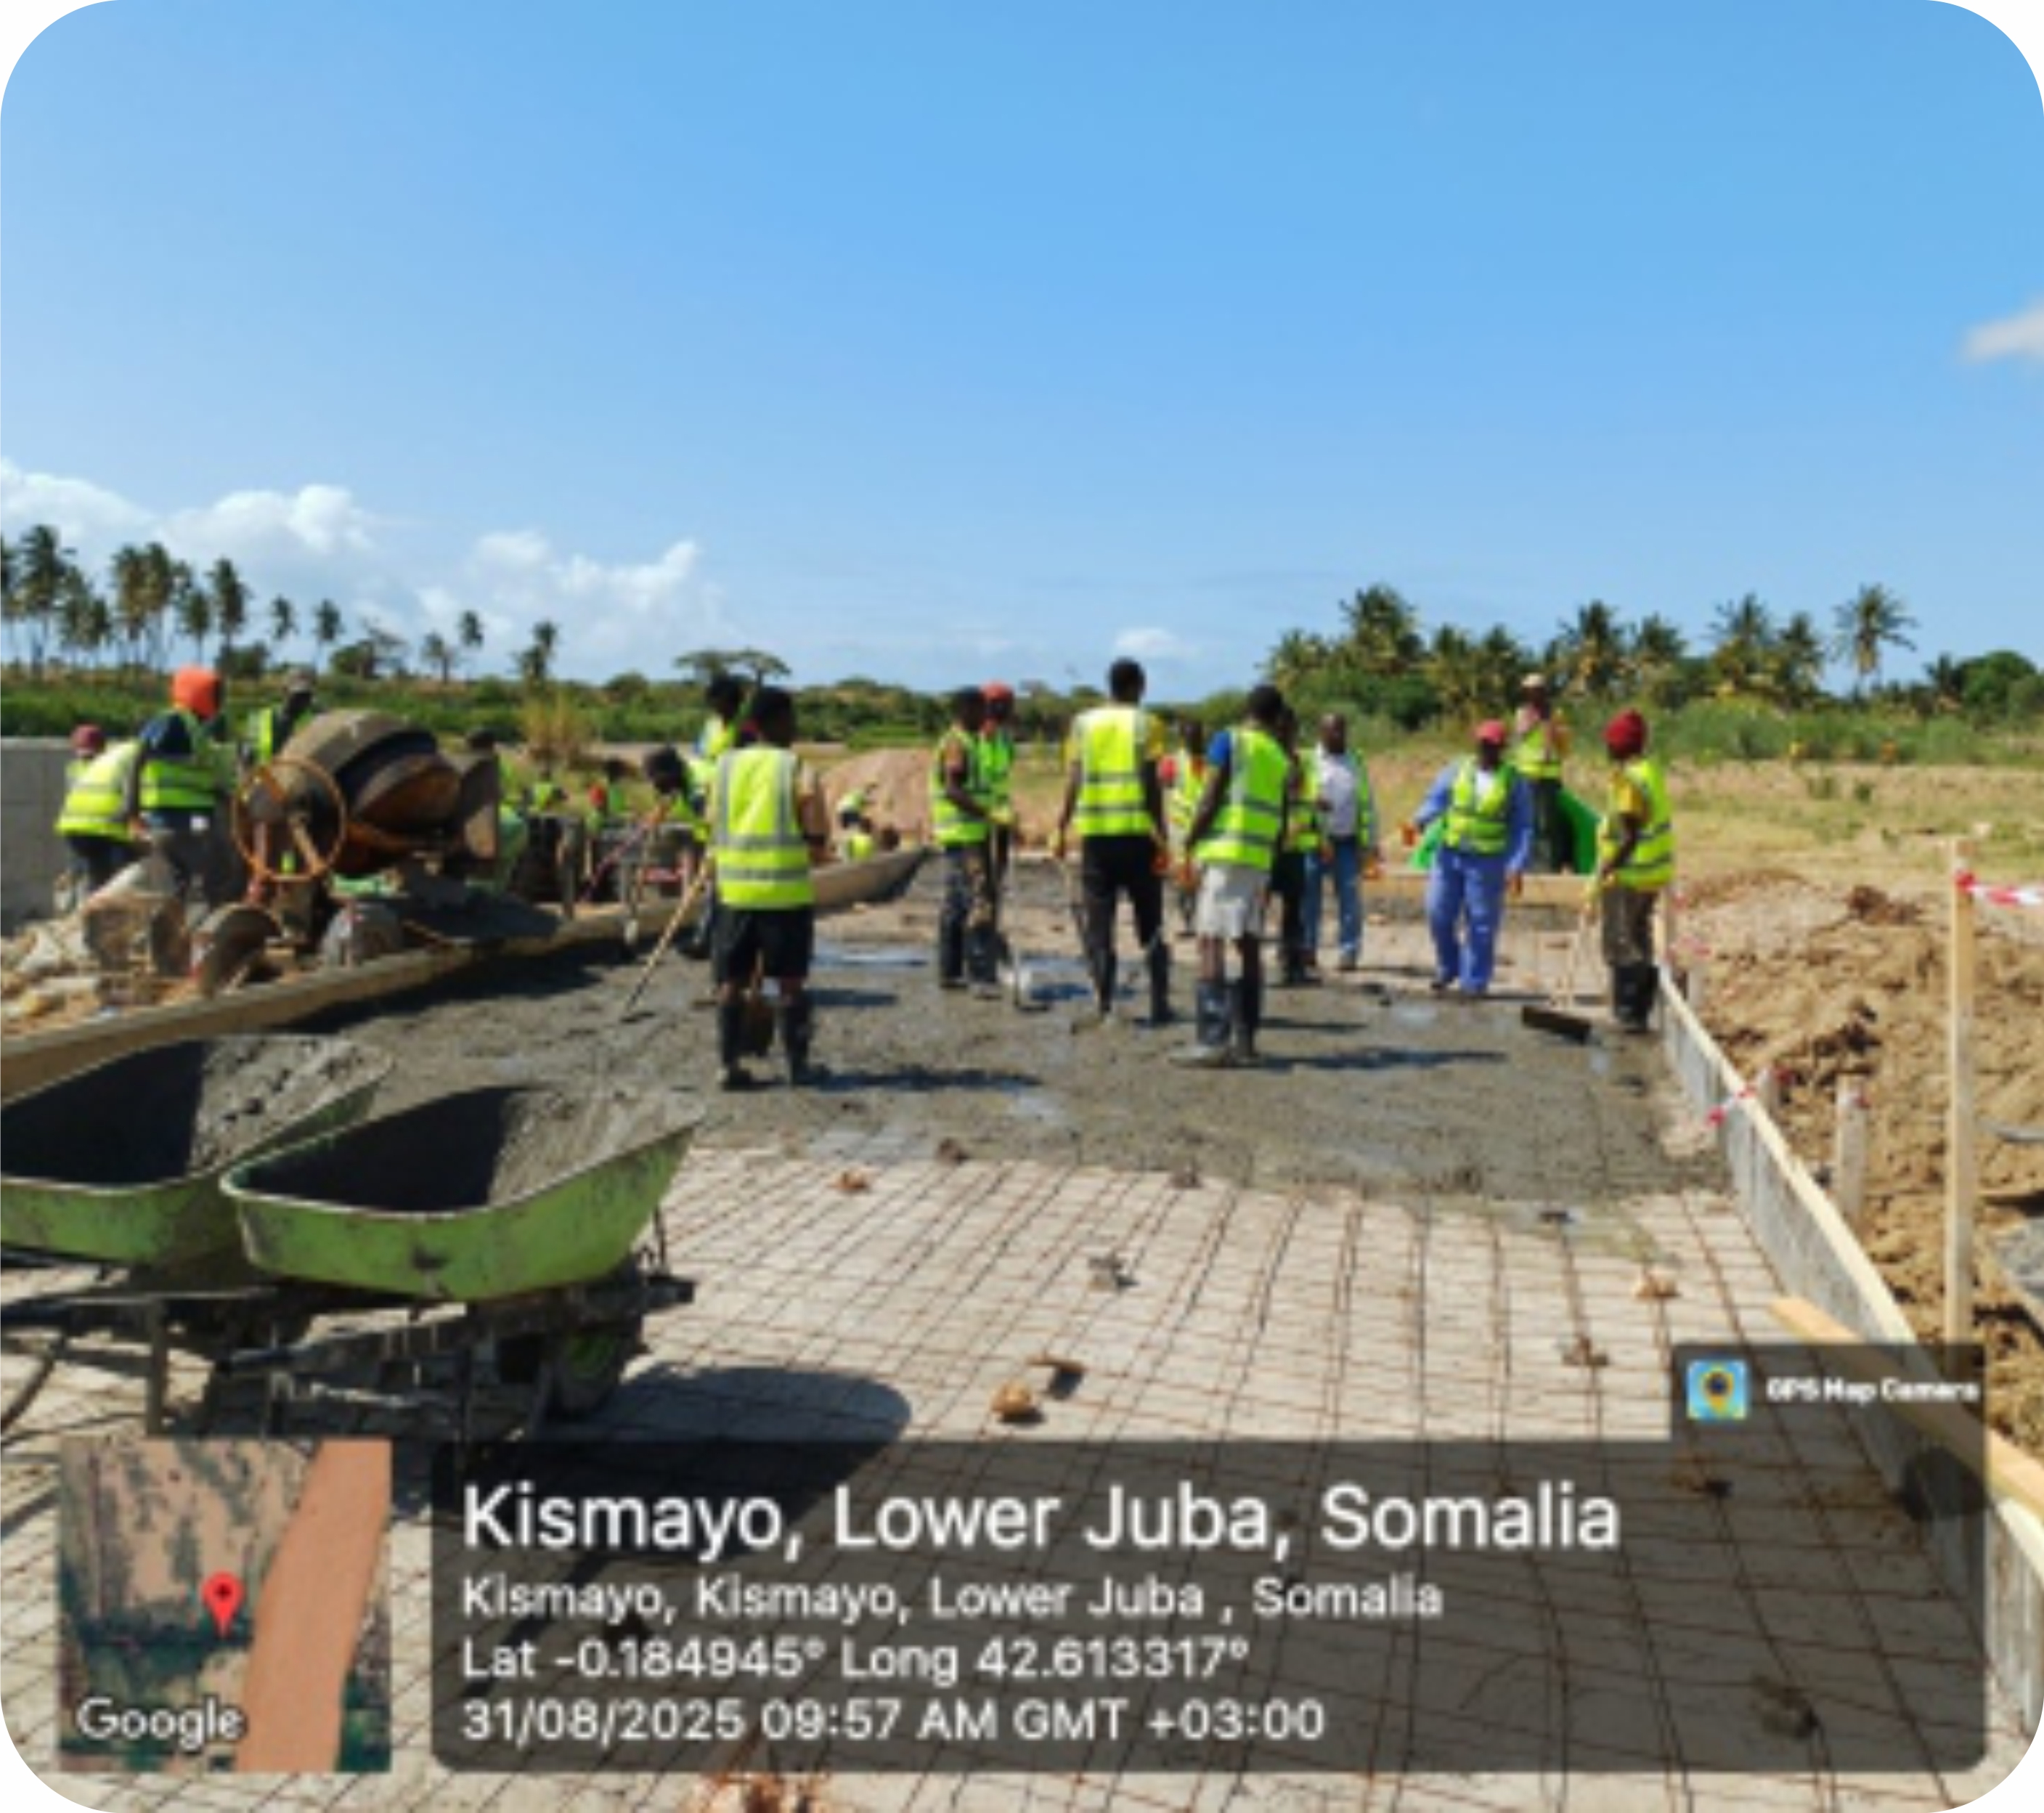 GPS Map Camera
Kismayo, Lower Juba, Somalia
Kismayo, Kismayo, Lower Juba , Somalia
Lat -0.184945° Long 42.613317°
31/08/2025 09:57 AM GMT +03:00
Google